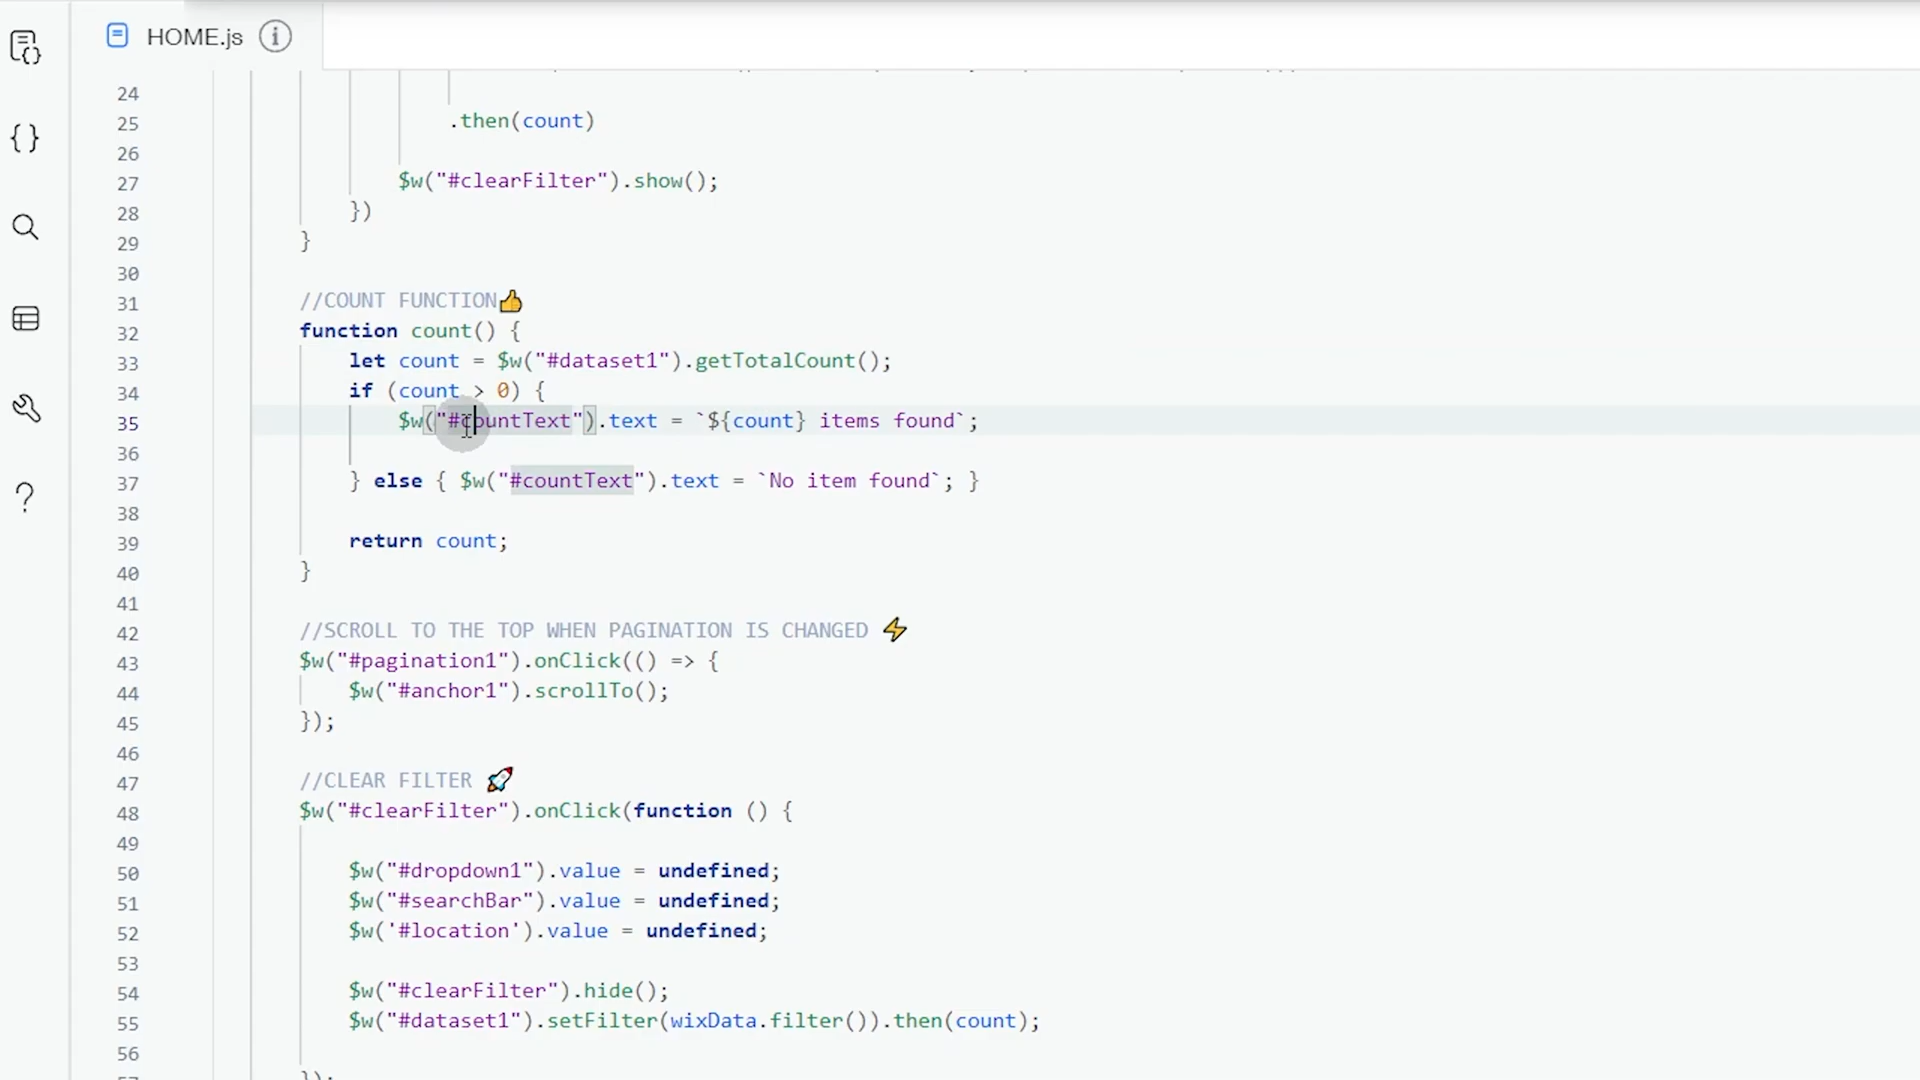 HOME.js
24
25 .then(count)
26
27 $w("#clearFilter").show();
28 })
29 }
30
31 //COUNT FUNCTION👍
32 function count() {
33 let count = $w("#dataset1").getTotalCount();
34 if (count > 0) {
35 $w("#countText").text = `${count} items found`;
36
37 } else { $w("#countText").text = `No item found`; }
38
39 return count;
40 }
41
42 //SCROLL TO THE TOP WHEN PAGINATION IS CHANGED ⚡
43 $w("#pagination1").onClick(() => {
44 $w("#anchor1").scrollTo();
45 });
46
47 //CLEAR FILTER 🚀
48 $w("#clearFilter").onClick(function () {
49
50 $w("#dropdown1").value = undefined;
51 $w("#searchBar").value = undefined;
52 $w('#location').value = undefined;
53
54 $w("#clearFilter").hide();
55 $w("#dataset1").setFilter(wixData.filter()).then(count);
56